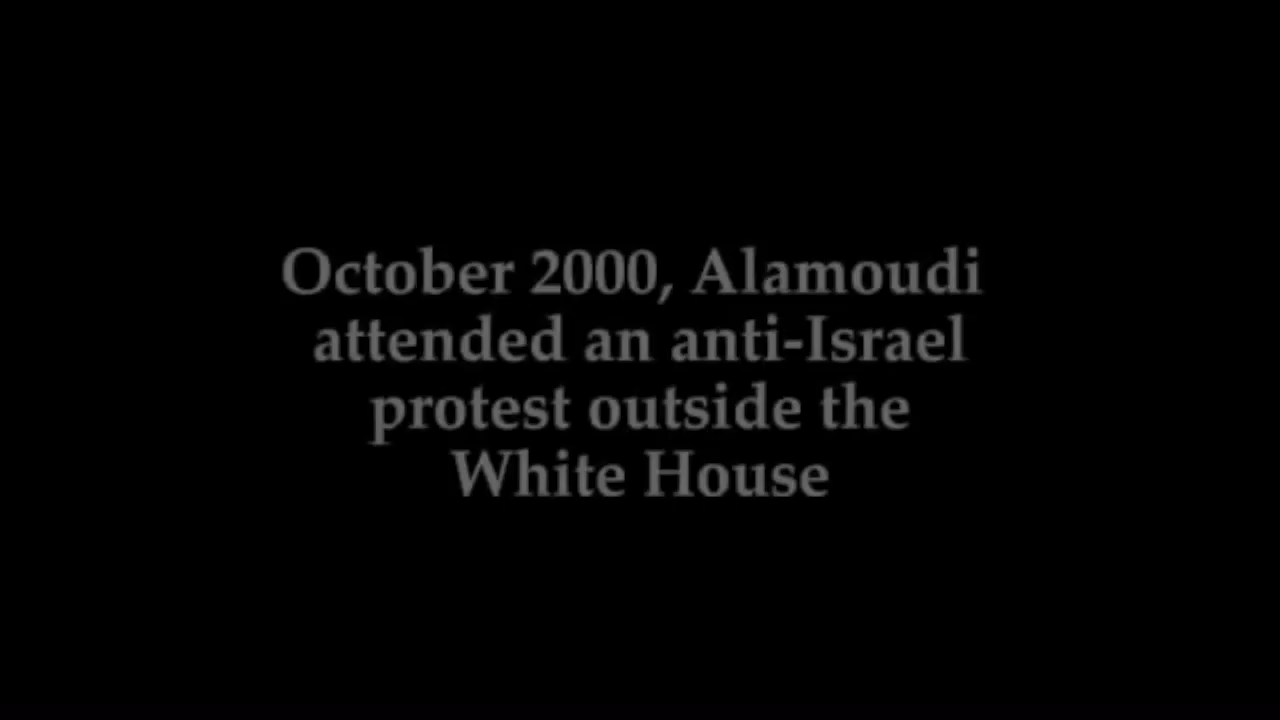 October 2000, Alamoudi
attended an anti-Israel
protest outside the
White House